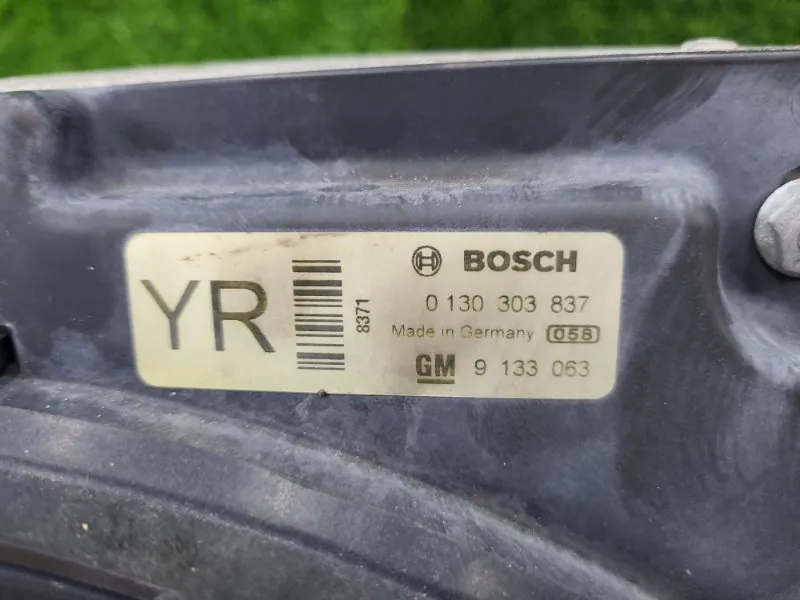 YR
8371
BOSCH
0 130 303 837
Made in Germany 058
GM 9 133 063